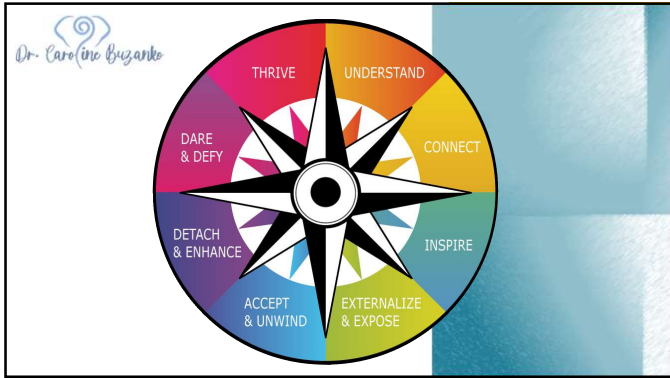 Dr. Caroline Buzanko
THRIVE
UNDERSTAND
CONNECT
INSPIRE
EXTERNALIZE
& EXPOSE
ACCEPT
& UNWIND
DETACH
& ENHANCE
DARE
& DEFY